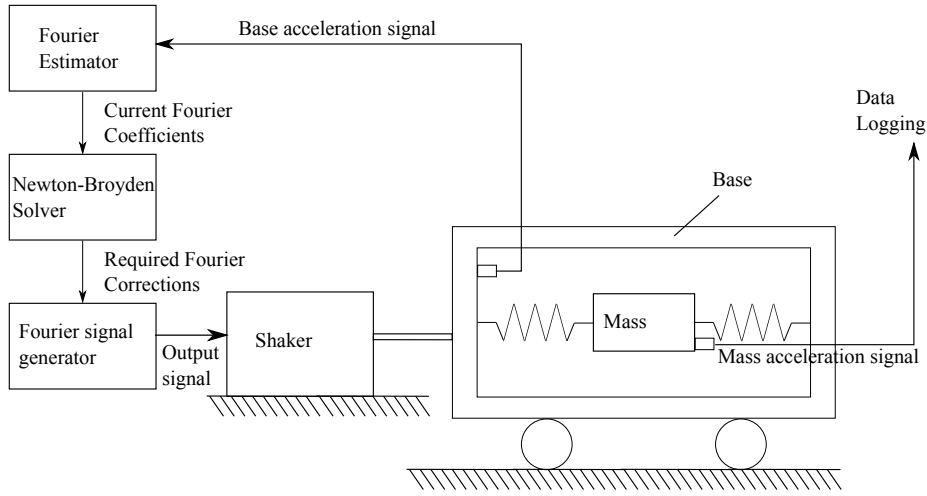 Fourier
Estimator
Base acceleration signal
Current Fourier
Coefficients
Data
Logging
Newton-Broyden
Solver
Base
Required Fourier
Corrections
Fourier signal
generator
Output
signal
Shaker
Mass
Mass acceleration signal